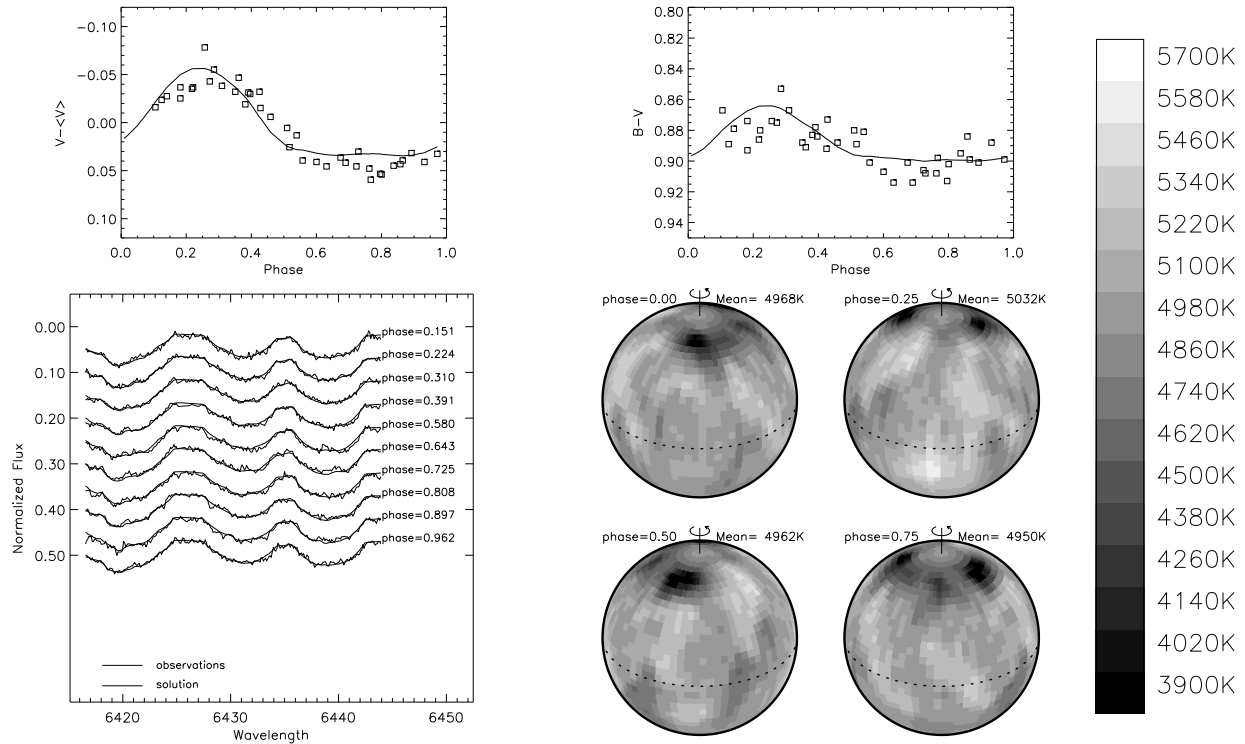 -0.10
-0.05
0.00
0.05
0.10
V-<V>
0.0 0.2 0.4 0.6 0.8 1.0
Phase
0.80
0.82
0.84
0.86
0.88
0.90
0.92
0.94
B-V
0.0 0.2 0.4 0.6 0.8 1.0
Phase
0.00
0.10
0.20
0.30
0.40
0.50
Normalized Flux
phase=0.151
phase=0.224
phase=0.310
phase=0.391
phase=0.580
phase=0.643
phase=0.725
phase=0.808
phase=0.897
phase=0.962
observations
solution
6420 6430 6440 6450
Wavelength
phase=0.00 Mean= 4968K
phase=0.25 Mean= 5032K
phase=0.50 Mean= 4962K
phase=0.75 Mean= 4950K
5700K
5580K
5460K
5340K
5220K
5100K
4980K
4860K
4740K
4620K
4500K
4380K
4260K
4140K
4020K
3900K